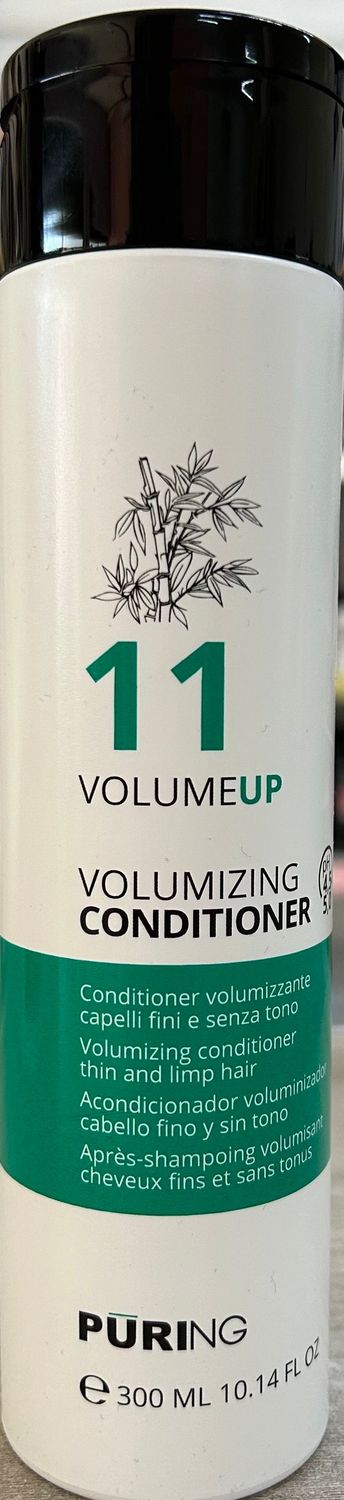 11
VOLUMEUP
VOLUMIZING
CONDITIONER
Conditioner volumizzante
capelli fini e senza tono
Volumizing conditioner
thin and limp hair
Acondicionador voluminizador
cabello fino y sin tono
Après-shampoing volumisant
cheveux fins et sans tonus
PŪRING
℮ 300 ML 10.14 FL OZ